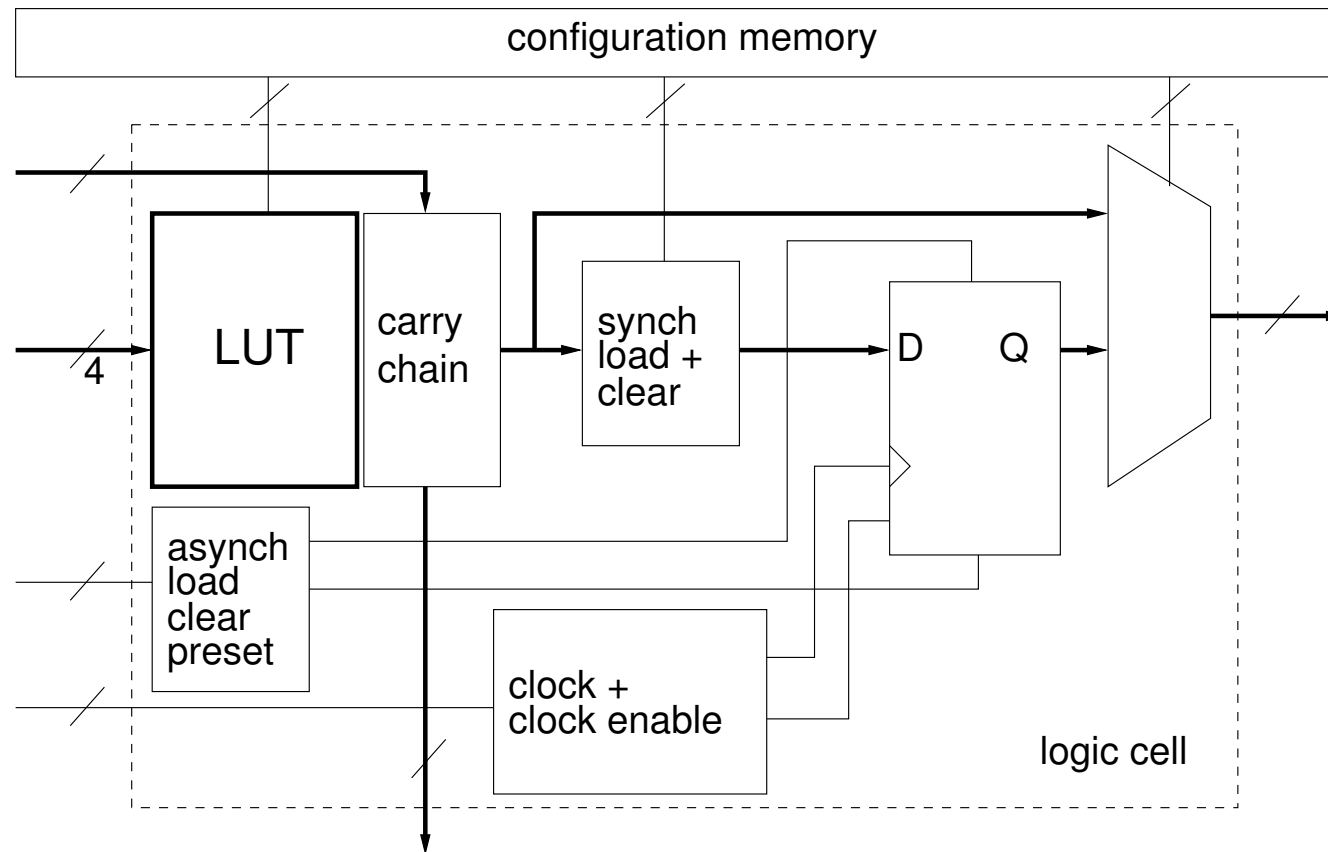 configuration memory
LUT
carry
chain
synch
load +
clear
D
Q
4
asynch
load
clear
preset
clock +
clock enable
logic cell